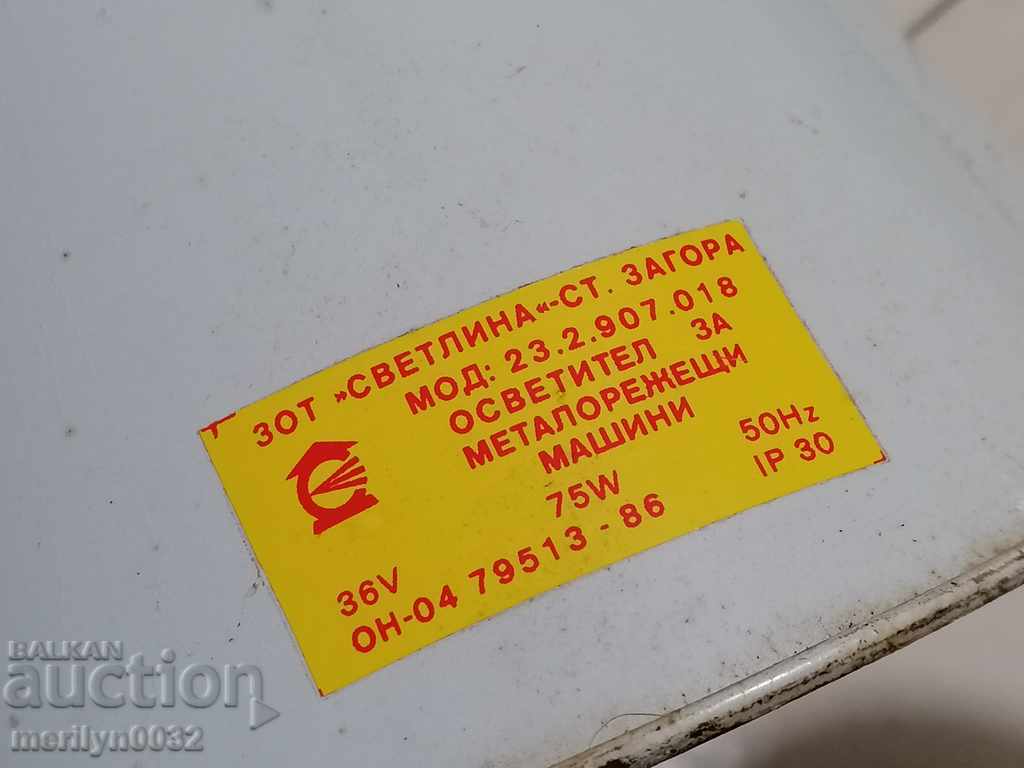 ЗОТ »СВЕТЛИНА«-СТ. ЗАГОРА
МОД: 23.2.907.018
ОСВЕТИТЕЛ ЗА
МЕТАЛОРЕЖЕЩИ
МАШИНИ
36V 75W 50Hz
ОН-04 79513-86 IP 30
BALKAN
auction
merilyn0032